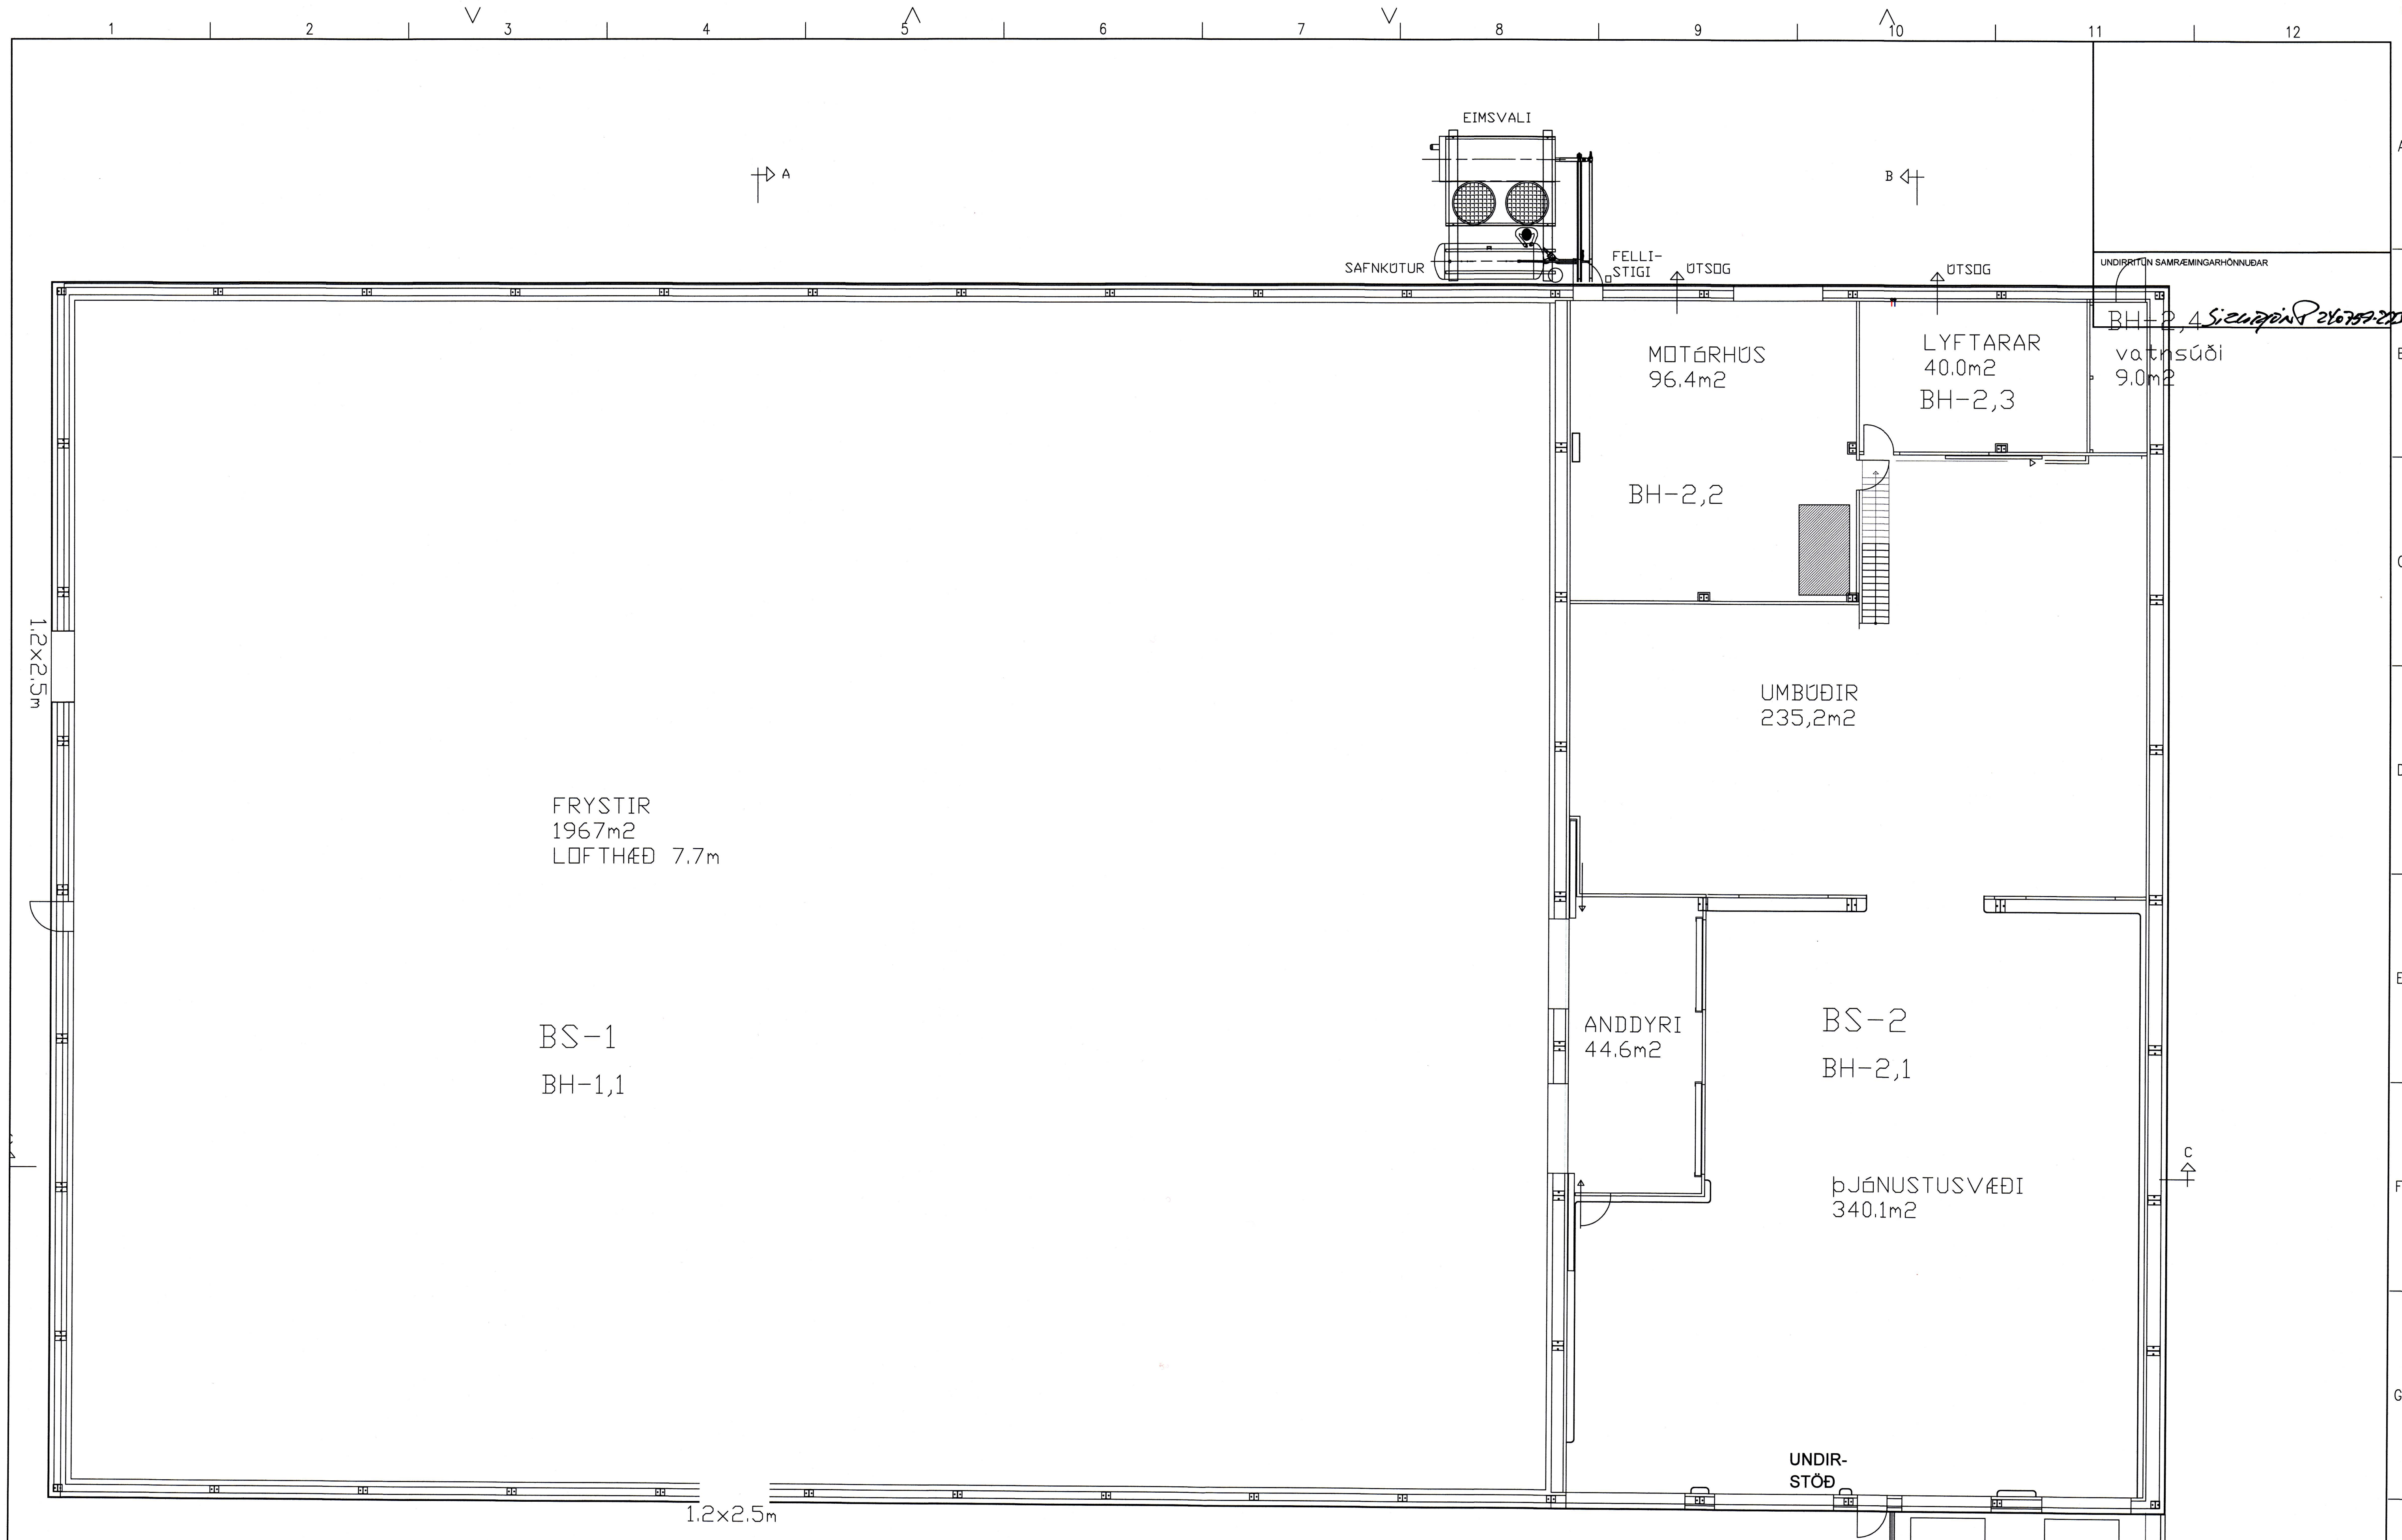 1 2 3 4 5 6 7 8 9 10 11 12
EIMSVALI
A
B
A
SAFNKÚTUR
FELLI-
STIGI
ÚTSOG
ÚTSOG
UNDIRRITUN SAMRÆMINGARHÖNNUÐAR
BH-2,4
vatnsúði
9.0m2
B
MOTÓRHÚS
96.4m2
LYFTARAR
40.0m2
BH-2,3
BH-2,2
C
1.2x2.5m
UMBÚÐIR
235,2m2
D
FRYSTIR
1967m2
LOFTHÆÐ 7.7m
E
BS-1
BH-1,1
ANDDYRI
44.6m2
BS-2
BH-2,1
C
F
ÞJÓNUSTUSVÆÐI
340.1m2
G
UNDIR-
STÖÐ
1.2x2.5m